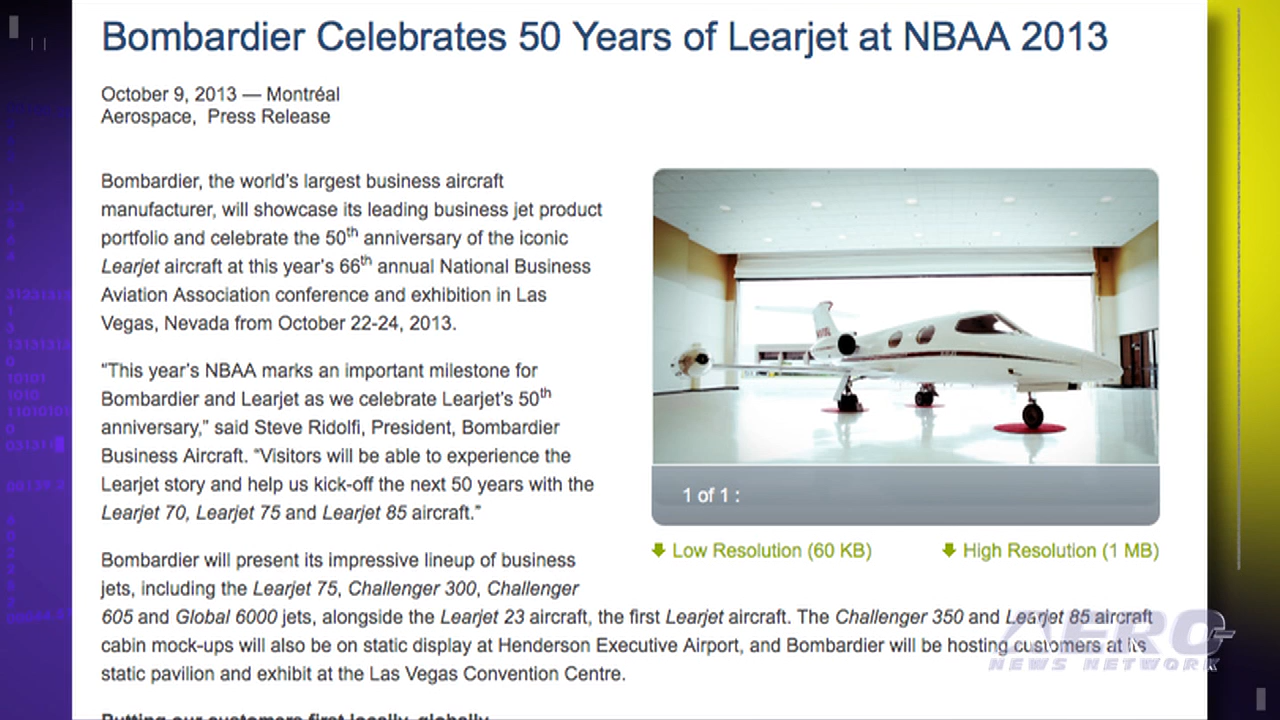 Bombardier Celebrates 50 Years of Learjet at NBAA 2013
October 9, 2013 — Montréal
Aerospace, Press Release
Bombardier, the world's largest business aircraft
manufacturer, will showcase its leading business jet product
portfolio and celebrate the 50th anniversary of the iconic
Learjet aircraft at this year's 66th annual National Business
Aviation Association conference and exhibition in Las
Vegas, Nevada from October 22-24, 2013.
“This year's NBAA marks an important milestone for
Bombardier and Learjet as we celebrate Learjet's 50th
anniversary,” said Steve Ridolfi, President, Bombardier
Business Aircraft. “Visitors will be able to experience the
Learjet story and help us kick-off the next 50 years with the
Learjet 70, Learjet 75 and Learjet 85 aircraft.”
1 of 1 :
Low Resolution (60 KB)
High Resolution (1 MB)
Bombardier will present its impressive lineup of business
jets, including the Learjet 75, Challenger 300, Challenger
605 and Global 6000 jets, alongside the Learjet 23 aircraft, the first Learjet aircraft. The Challenger 350 and Learjet 85 aircraft
cabin mock-ups will also be on static display at Henderson Executive Airport, and Bombardier will be hosting customers at its
static pavilion and exhibit at the Las Vegas Convention Centre.
Putting our customers first locally, globally
AERO
NEWS NETWORK